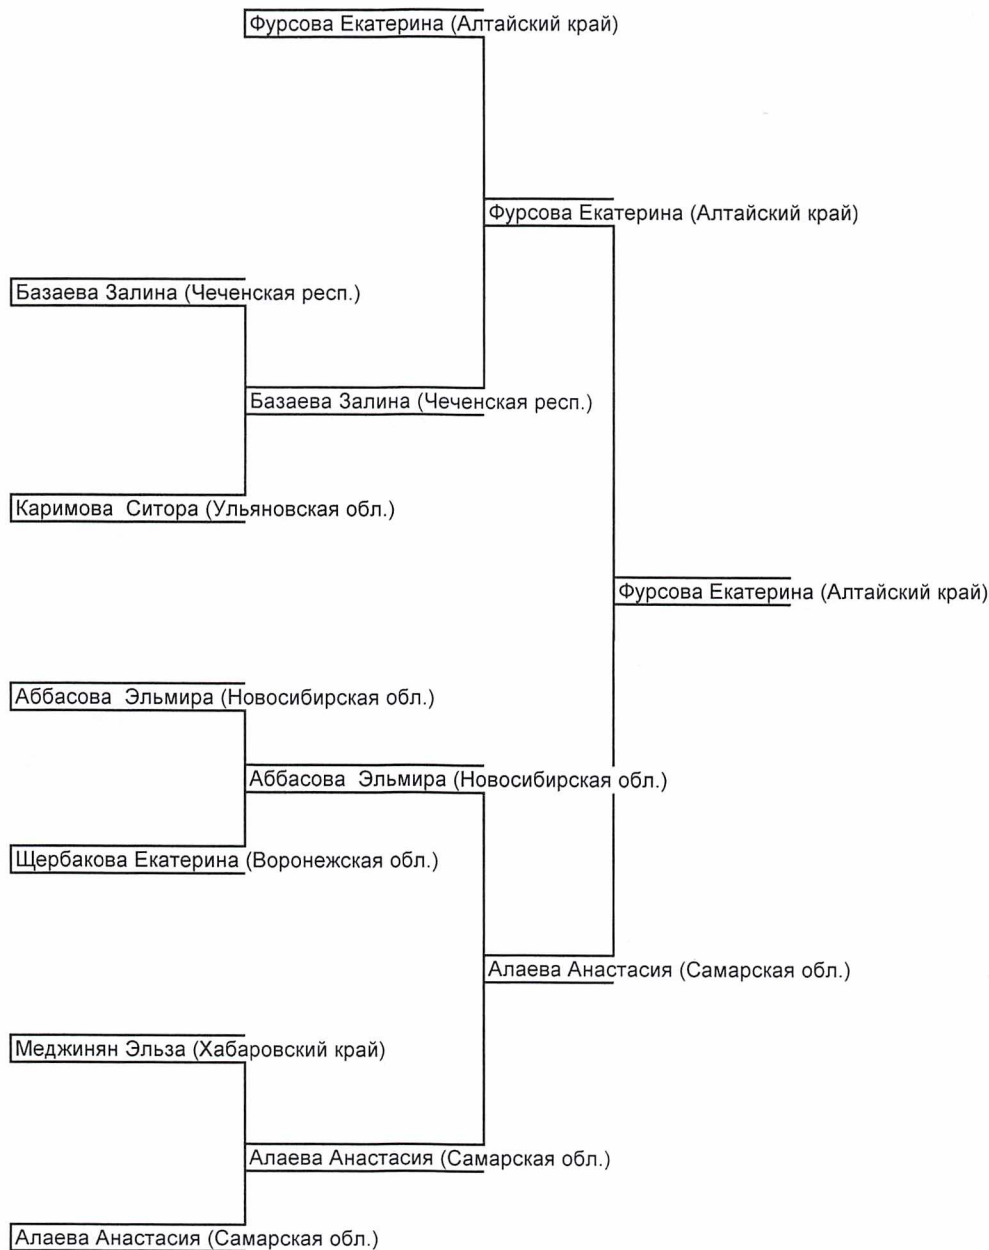 Фурсова Екатерина (Алтайский край)
Фурсова Екатерина (Алтайский край)
Базаева Залина (Чеченская респ.)
Базаева Залина (Чеченская респ.)
Каримова  Ситора (Ульяновская обл.)
Фурсова Екатерина (Алтайский край)
Аббасова  Эльмира (Новосибирская обл.)
Аббасова  Эльмира (Новосибирская обл.)
Щербакова Екатерина (Воронежская обл.)
Алаева Анастасия (Самарская обл.)
Меджинян Эльза (Хабаровский край)
Алаева Анастасия (Самарская обл.)
Алаева Анастасия (Самарская обл.)